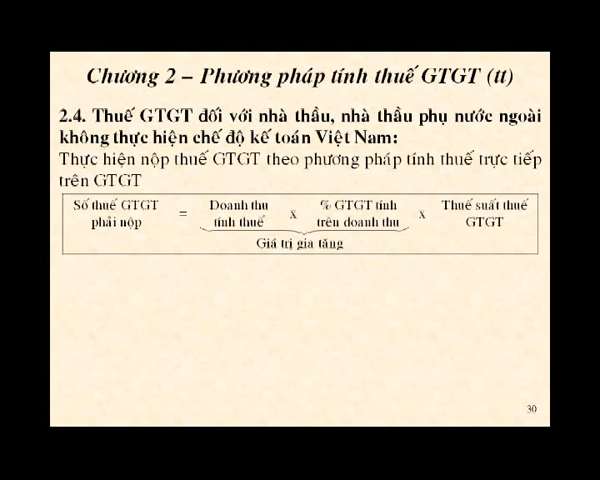 Chương 2 – Phương pháp tính thuế GTGT (tt)
2.4. Thuế GTGT đối với nhà thầu, nhà thầu phụ nước ngoài
không thực hiện chế độ kế toán Việt Nam:
Thực hiện nộp thuế GTGT theo phương pháp tính thuế trực tiếp
trên GTGT
Số thuế GTGT = Doanh thu x % GTGT tính x Thuế suất thuế
phải nộp tính thuế trên doanh thu GTGT
Giá trị gia tăng
30